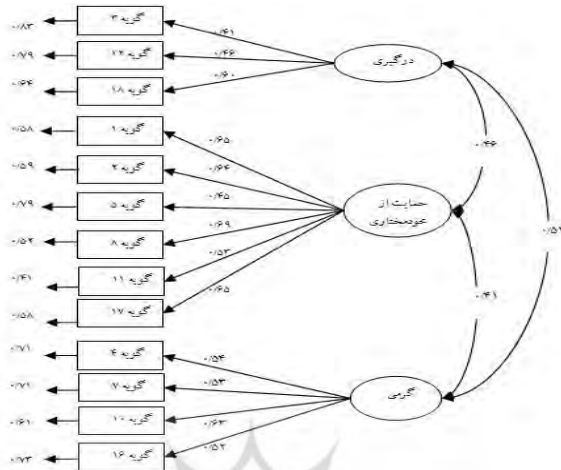 ۰/۸۳ گویه ۳ ۰/۴۱
۰/۷۹ گویه ۱۲ ۰/۴۶ درگیری
۰/۶۴ گویه ۱۸ ۰/۶۰
۰/۵۸ گویه ۱ ۰/۶۵
۰/۵۹ گویه ۲ ۰/۶۴ ۰/۴۶
۰/۷۹ گویه ۵ ۰/۴۵ حمایت از
خودمختاری
۰/۵۲ گویه ۸ ۰/۶۹
۰/۴۱ گویه ۱۱ ۰/۵۳
۰/۵۸ گویه ۱۷ ۰/۶۵ ۰/۴۱
۰/۷۱ گویه ۴ ۰/۵۴
۰/۷۱ گویه ۷ ۰/۵۳ گرمی
۰/۶۱ گویه ۱۰ ۰/۶۳
۰/۷۳ گویه ۱۶ ۰/۵۲